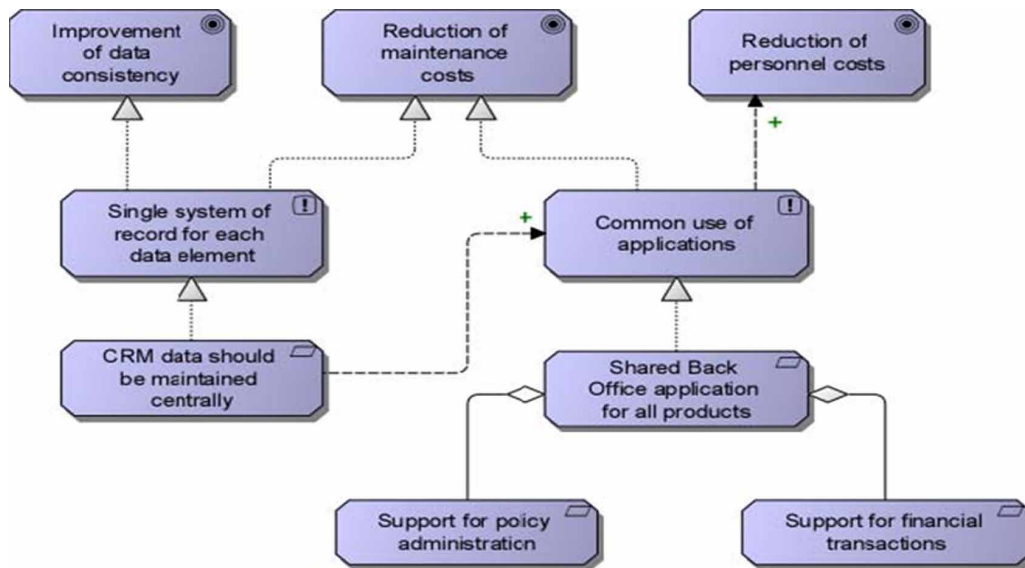 Improvement
of data
consistency
Reduction of
maintenance
costs
Reduction of
personnel costs
+
Single system of
record for each
data element
!
+
Common use of
applications
!
CRM data should
be maintained
centrally
Shared Back
Office application
for all products
Support for policy
administration
Support for financial
transactions